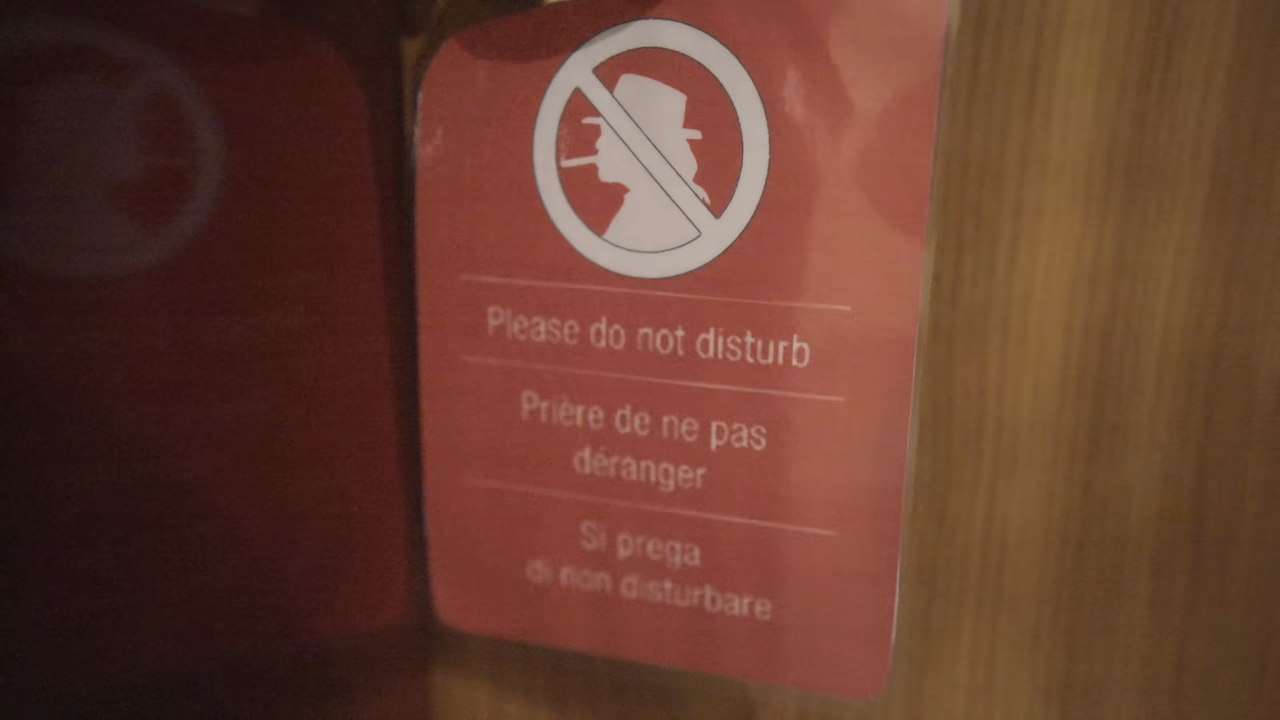 Please do not disturb
Prière de ne pas
déranger
Si prega
di non disturbare